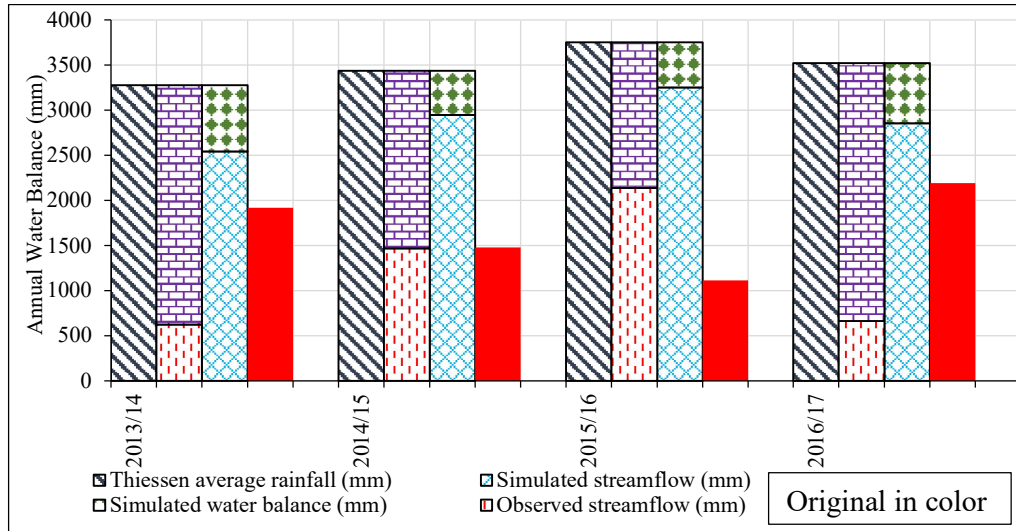 Annual Water Balance (mm)
4000
3500
3000
2500
2000
1500
1000
500
0
2013/14
2014/15
2015/16
2016/17
Thiessen average rainfall (mm)
Simulated streamflow (mm)
Simulated water balance (mm)
Observed streamflow (mm)
Original in color